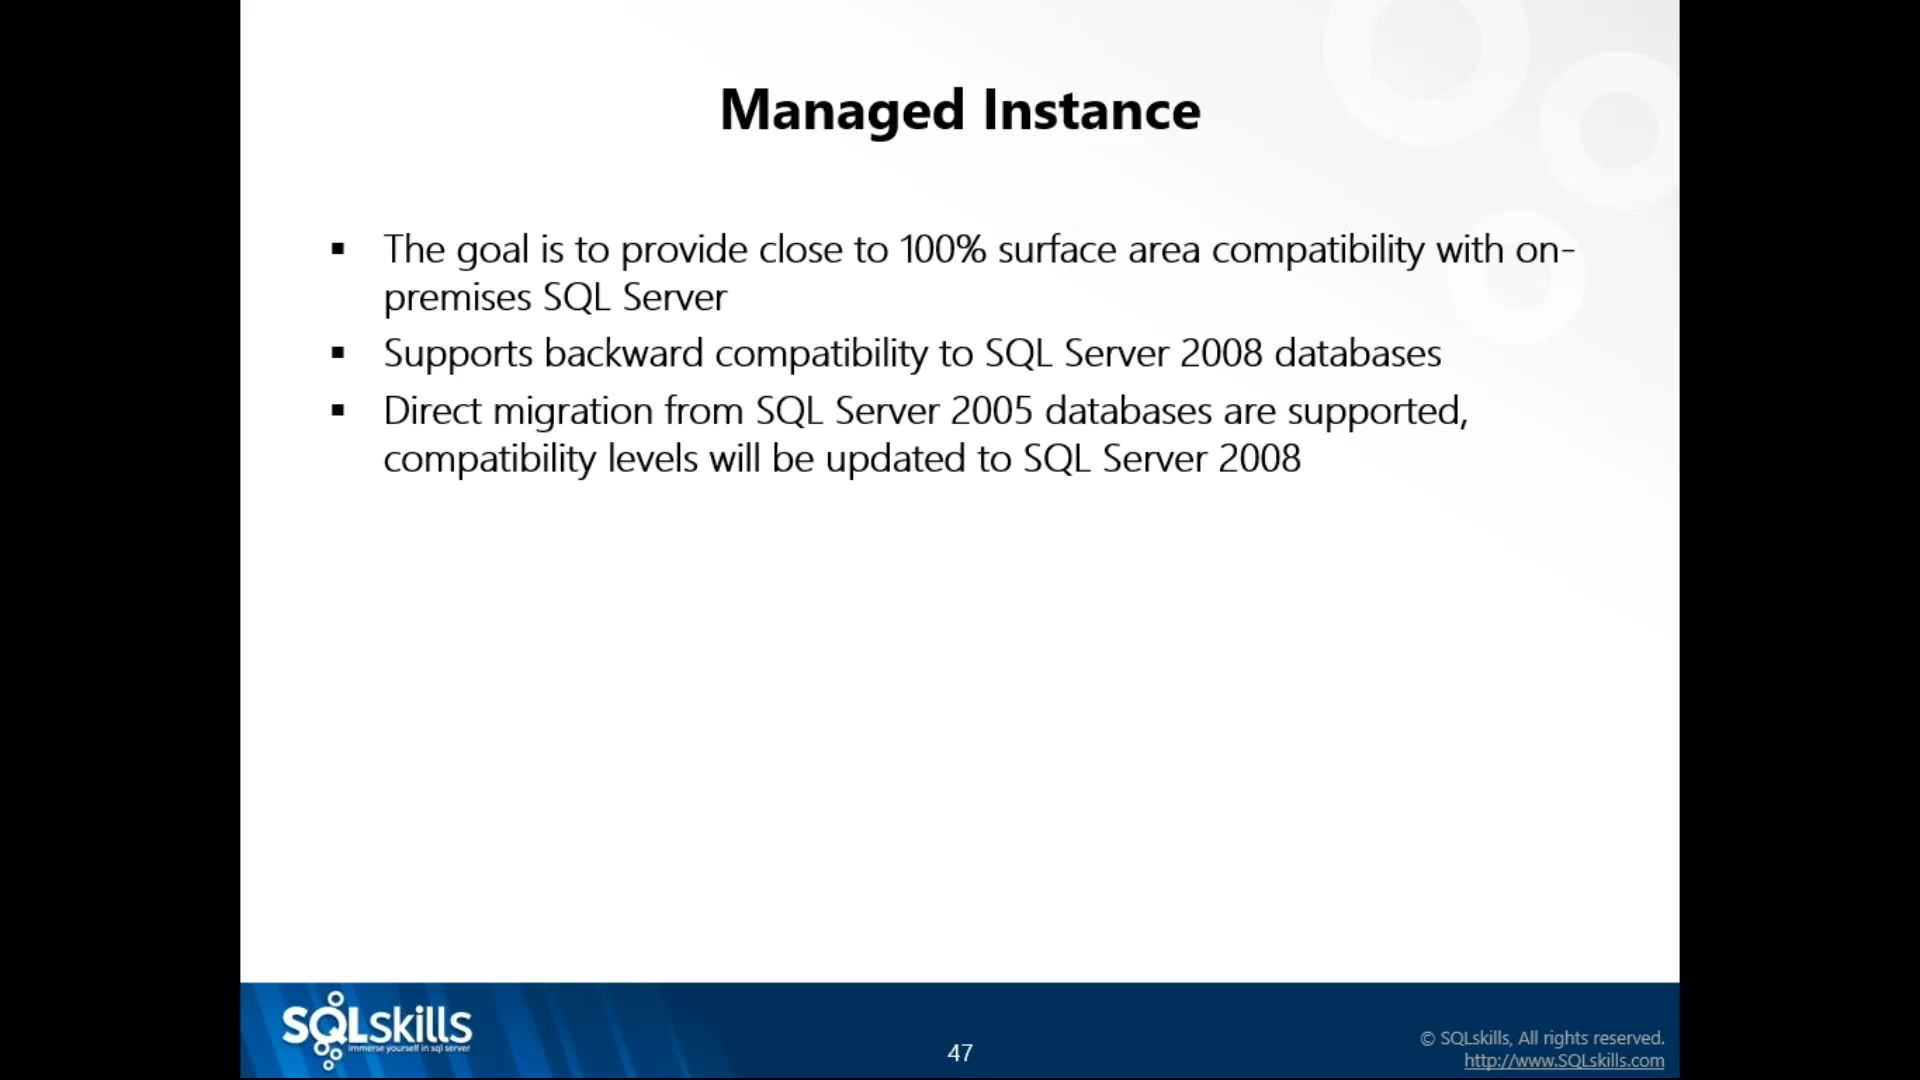 Managed Instance
▪ The goal is to provide close to 100% surface area compatibility with on-
premises SQL Server
▪ Supports backward compatibility to SQL Server 2008 databases
▪ Direct migration from SQL Server 2005 databases are supported,
compatibility levels will be updated to SQL Server 2008
SQLskills
immerse yourself in sql server
47
© SQLskills, All rights reserved.
http://www.SQLskills.com